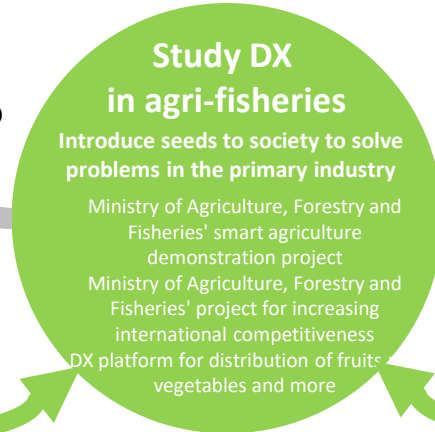 Study DX
in agri-fisheries
Introduce seeds to society to solve
problems in the primary industry
Ministry of Agriculture, Forestry and
Fisheries' smart agriculture
demonstration project
Ministry of Agriculture, Forestry and
Fisheries' project for increasing
international competitiveness
DX platform for distribution of fruits
vegetables and more